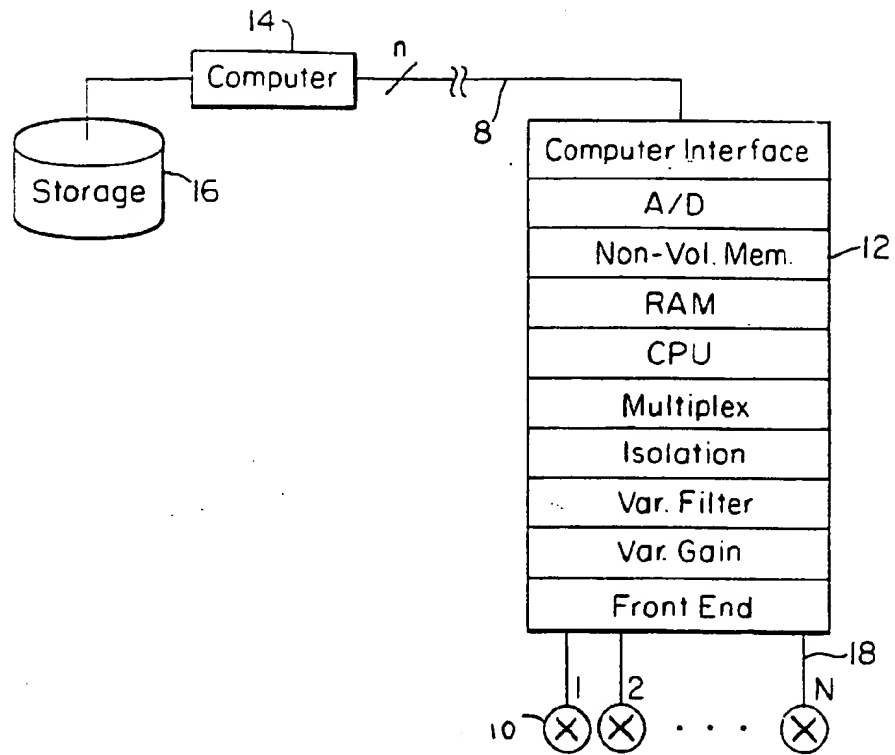 14
Computer
n
8
Storage
16
Computer Interface
A/D
Non-Vol. Mem.
12
RAM
CPU
Multiplex
Isolation
Var. Filter
Var. Gain
Front End
18
1 2 N
10 . . . .